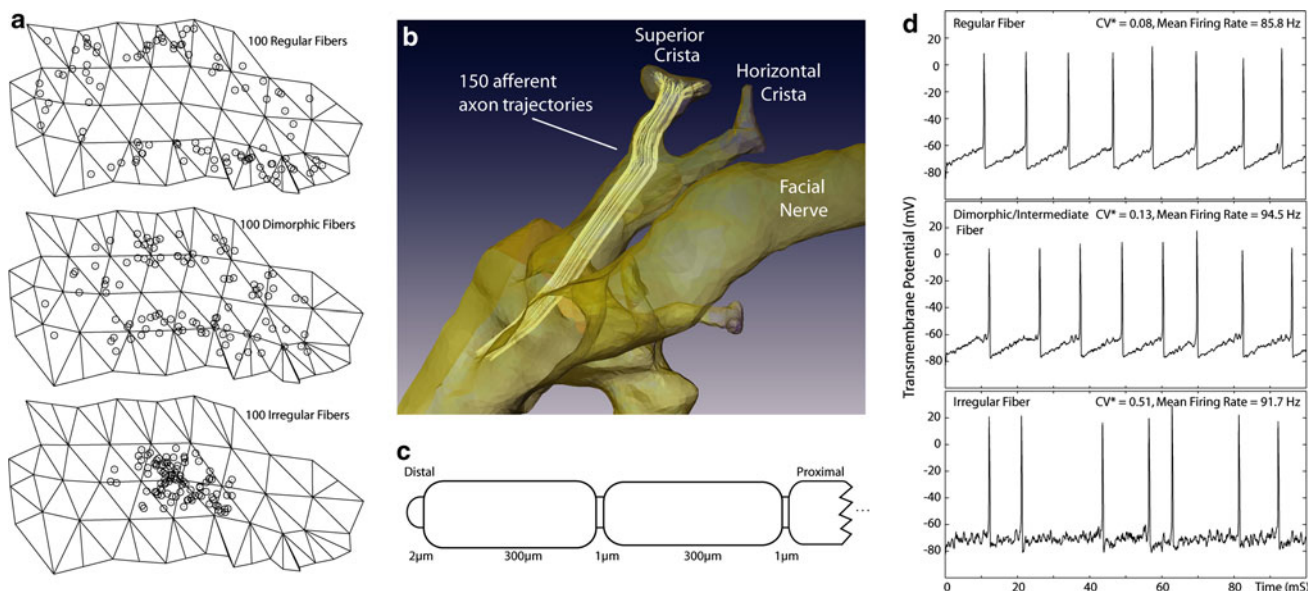 a
100 Regular Fibers
100 Dimorphic Fibers
100 Irregular Fibers
b
Superior
Crista
Horizontal
Crista
150 afferent
axon trajectories
Facial
Nerve
c
Distal
Proximal
...
2µm
300µm
1µm
300µm
1µm
d
Transmembrane Potential (mV)
Regular Fiber
CV* = 0.08, Mean Firing Rate = 85.8 Hz
20
0
-20
-40
-60
-80
Dimorphic/Intermediate
Fiber
CV* = 0.13, Mean Firing Rate = 94.5 Hz
20
0
-20
-40
-60
-80
Irregular Fiber
CV* = 0.51, Mean Firing Rate = 91.7 Hz
20
0
-20
-40
-60
-80
0
20
40
60
80
Time (mS)